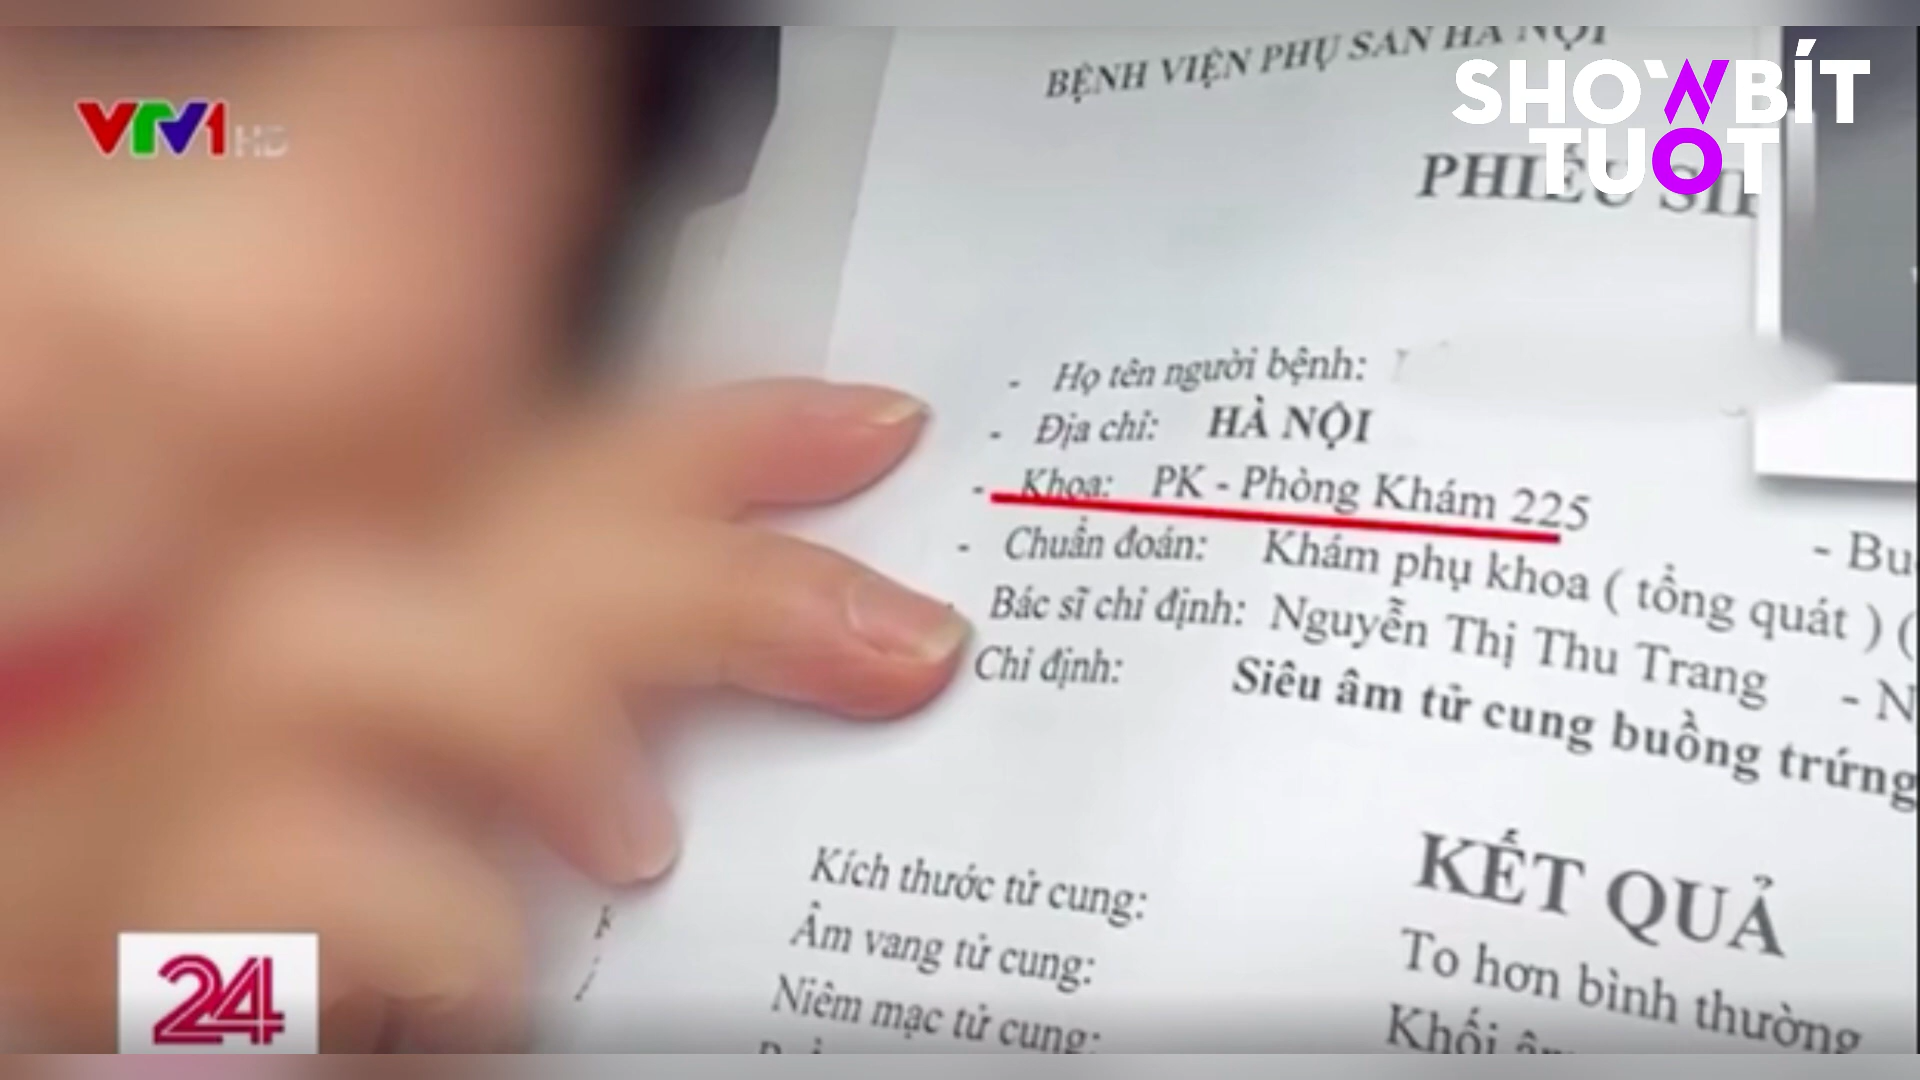 VTV1 HD
SHOWBÍT
TUOT
BỆNH VIỆN PHỤ SẢN HÀ NỘI
PHIẾU
- Họ tên người bệnh:
- Địa chỉ: HÀ NỘI
- Khoa: PK - Phòng Khám 225
- Chuẩn đoán: Khám phụ khoa ( tổng quát ) (
Bác sĩ chỉ định: Nguyễn Thị Thu Trang
Chỉ định: Siêu âm tử cung buồng trứng
KẾT QUẢ
Kích thước tử cung: To hơn bình thường
Âm vang tử cung: Khối
Niêm mạc tử cung:
24